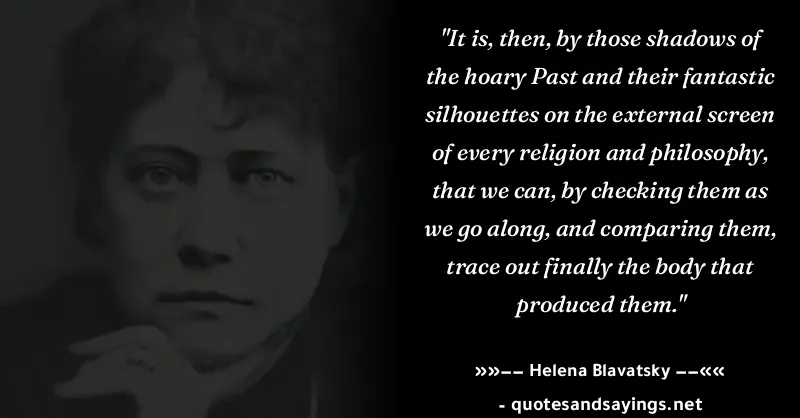 "It is, then, by those shadows of
the hoary Past and their fantastic
silhouettes on the external screen
of every religion and philosophy,
that we can, by checking them as
we go along, and comparing them,
trace out finally the body that
produced them."
»»−− Helena Blavatsky −−««
- quotesandsayings.net